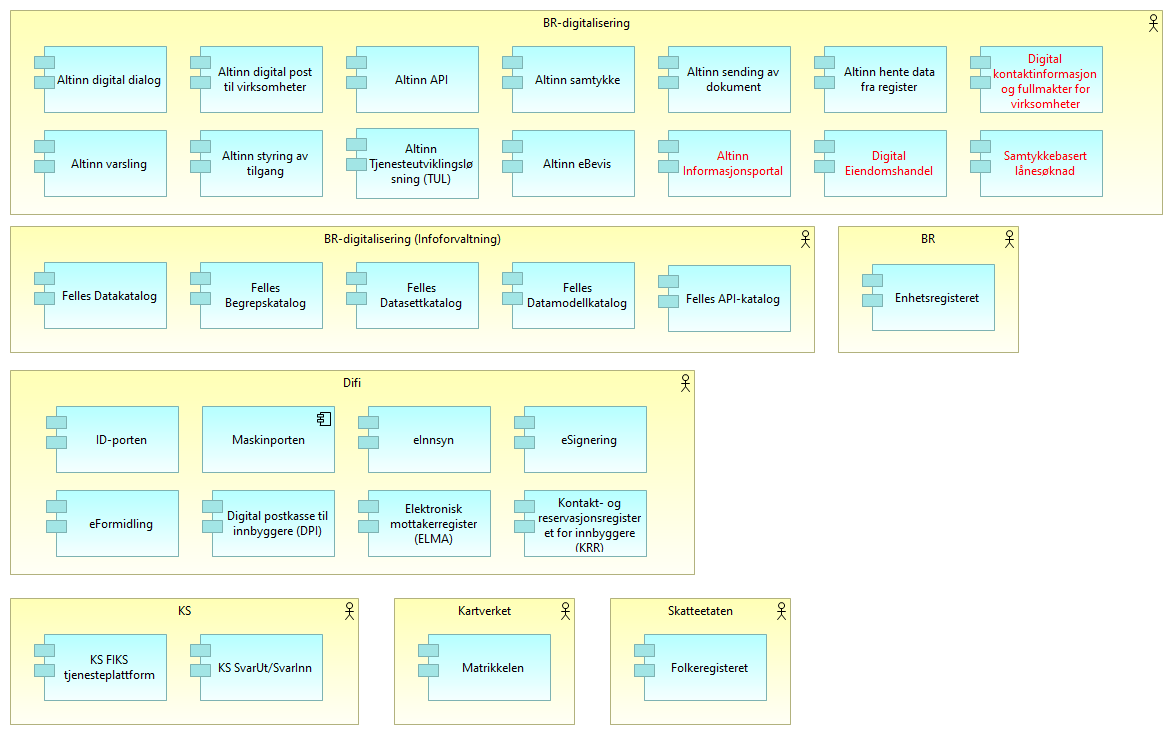 BR-digitalisering
Altinn digital dialog
Altinn digital post
til virksomheter
Altinn API
Altinn samtykke
Altinn sending av
dokument
Altinn hente data
fra register
Digital
kontaktinformasjon
og fullmakter for
virksomheter
Altinn varsling
Altinn styring av
tilgang
Altinn
Tjenesteutviklingslø
sning (TUL)
Altinn eBevis
Altinn
Informasjonsportal
Digital
Eiendomshandel
Samtykkebasert
lånesøknad
BR-digitalisering (Infoforvaltning)
Felles Datakatalog
Felles
Begrepskatalog
Felles
Datasettkatalog
Felles
Datamodellkatalog
Felles API-katalog
BR
Enhetsregisteret
Difi
ID-porten
Maskinporten
eInnsyn
eSignering
eFormidling
Digital postkasse til
innbyggere (DPI)
Elektronisk
mottakerregister
(ELMA)
Kontakt- og
reservasjonsregister
et for innbyggere
(KRR)
KS
KS FIKS
tjenesteplattform
KS SvarUt/SvarInn
Kartverket
Matrikkelen
Skatteetaten
Folkeregisteret